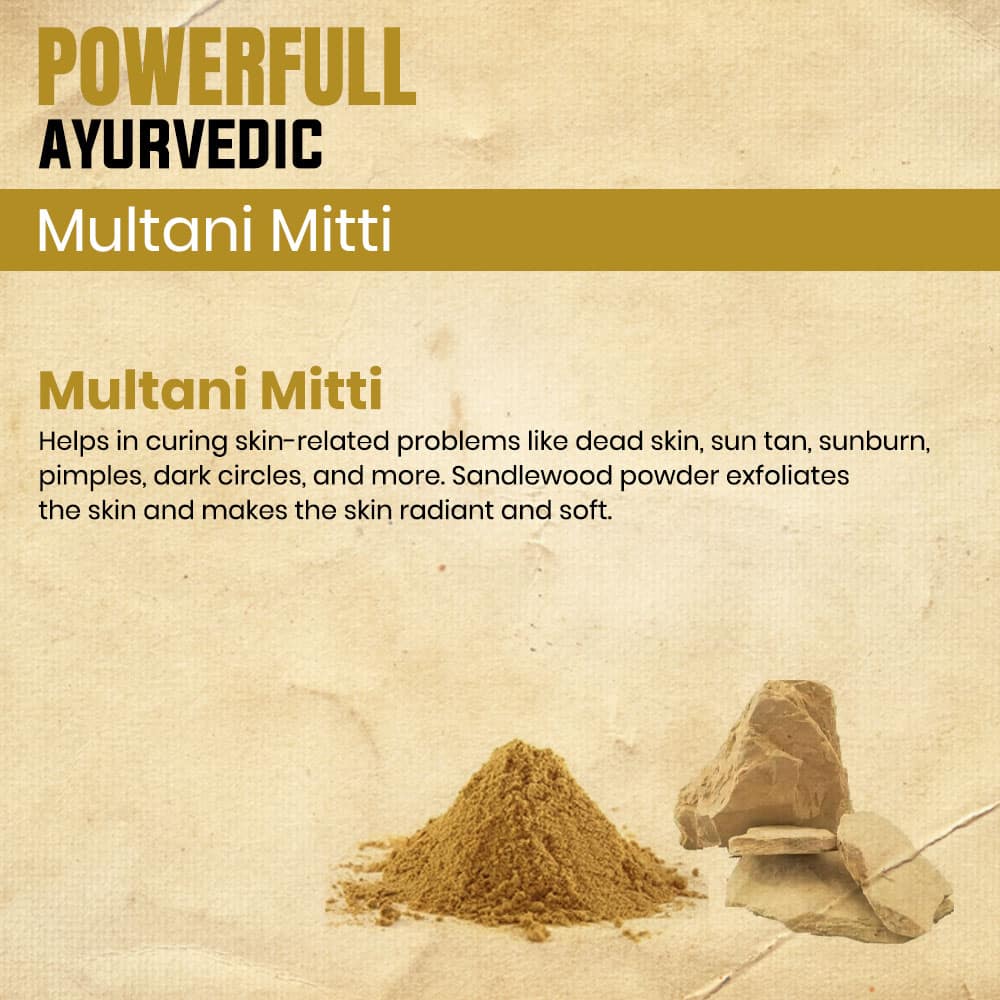 POWERFULL
AYURVEDIC
Multani Mitti
Multani Mitti
Helps in curing skin-related problems like dead skin, sun tan, sunburn,
pimples, dark circles, and more. Sandlewood powder exfoliates
the skin and makes the skin radiant and soft.